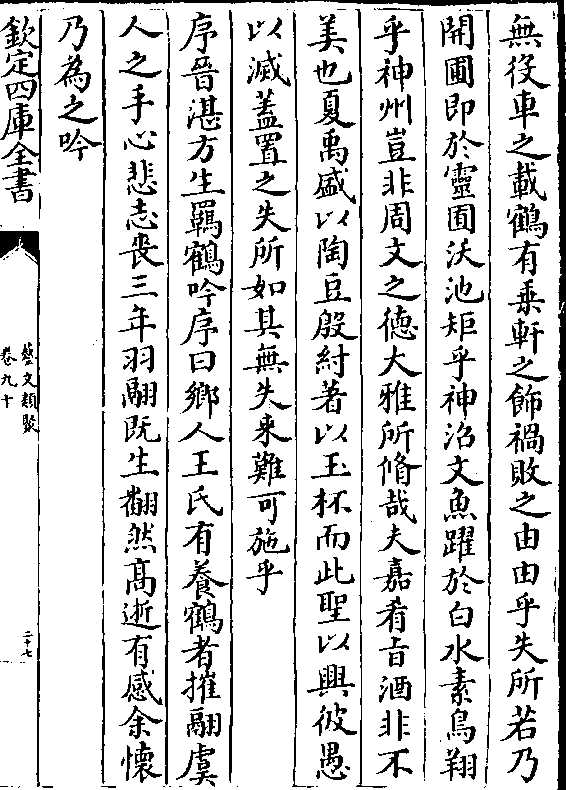 無役車之載鶴有乗軒之飾禍敗之由由乎失所若乃
開圃即於靈囿沃池矩乎神沼文魚躍於白水素鳥翔
乎神州豈非周文之德大雅所脩哉夫嘉肴旨酒非不
美也夏禹盛以陶豆殷紂著以玉杯而此聖以興彼愚
以滅蓋置之失所如其無失来難可施乎
序晉湛方生羈鶴吟序曰鄉人王氏有養鶴者摧翮虞
人之手心悲志喪三年羽翮既生翻然髙逝有感余懷
乃為之吟
欽定四庫全書
藝文類聚
卷九十
二十七